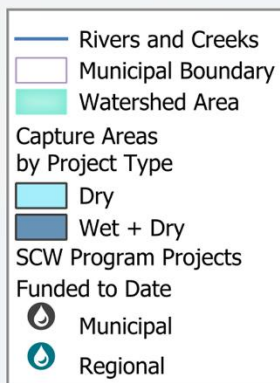 Rivers and Creeks
Municipal Boundary
Watershed Area
Capture Areas
by Project Type
Dry
Wet + Dry
SCW Program Projects
Funded to Date
Municipal
Regional